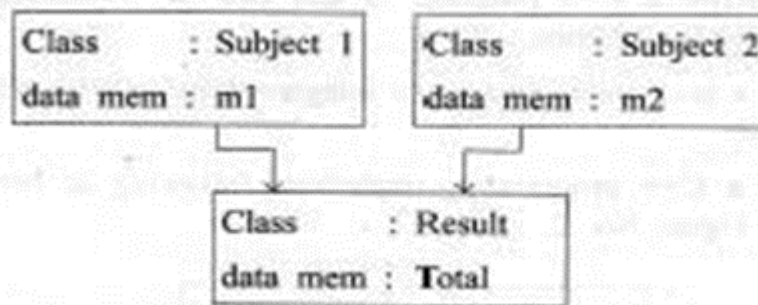 Class : Subject 1
data mem : m1
Class : Subject 2
data mem : m2
Class : Result
data mem : Total